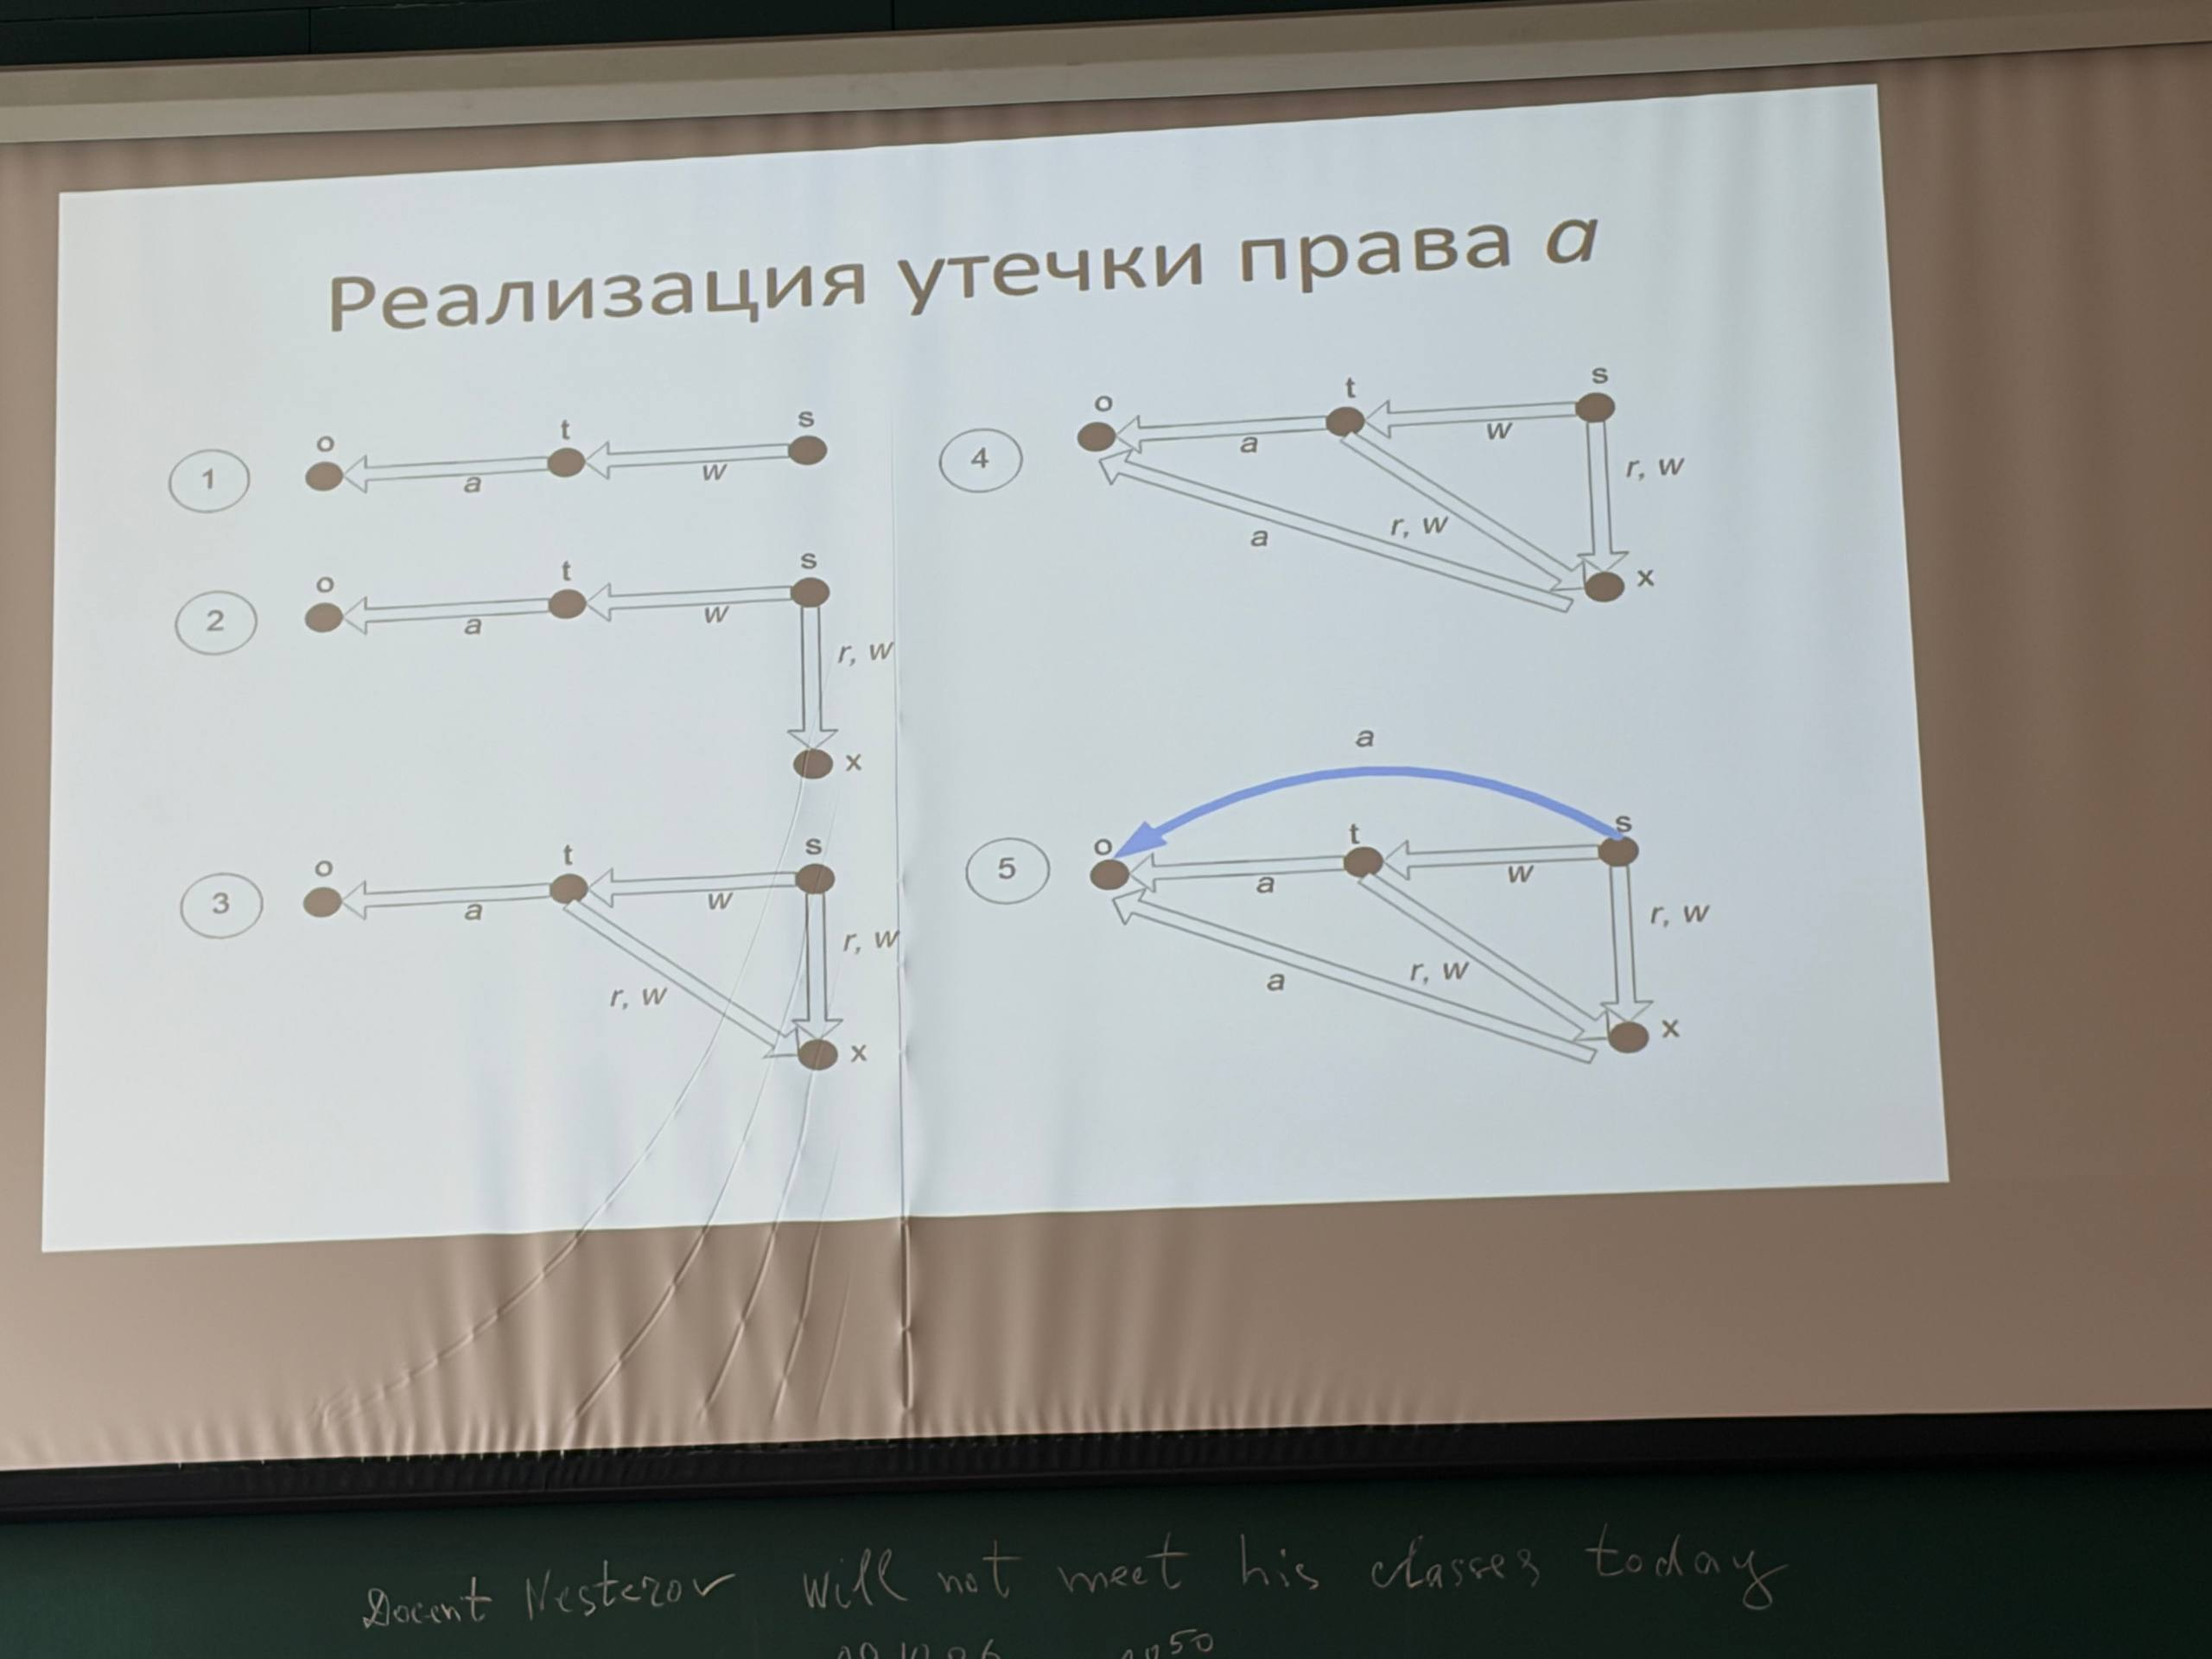 Реализация утечки права a
1
o
t
s
a
w
2
o
t
s
a
w
r, w
x
3
o
t
s
a
w
r, w
r, w
x
4
o
t
s
a
w
r, w
r, w
a
x
5
a
o
t
s
a
w
r, w
r, w
a
x
Docent Nesterov will not meet his classes today